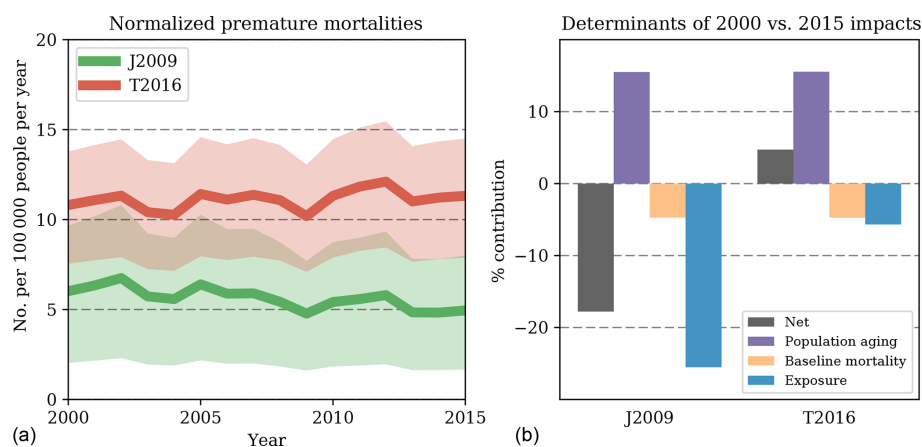 Normalized premature mortalities
No. per 100 000 people per year
20
15
10
5
0
J2009
T2016
2000
2005
2010
2015
Year
(a)
Determinants of 2000 vs. 2015 impacts
% contribution
10
0
−10
−20
Net
Population aging
Baseline mortality
Exposure
J2009
T2016
(b)